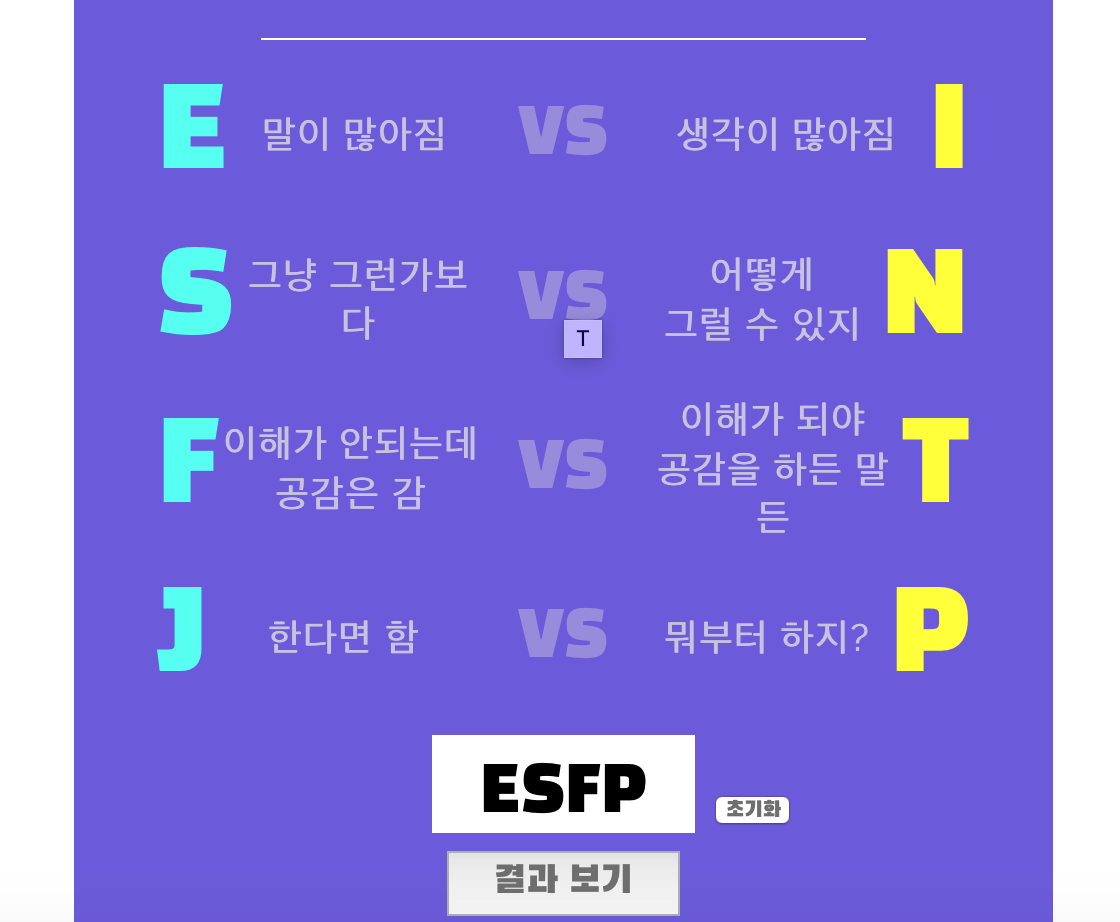 E 말이 많아짐 VS 생각이 많아짐 I
S 그냥 그런가보 VS 어떻게 N
다 그럴 수 있지
T
이해가 되야
F 이해가 안되는데 VS 공감을 하든 말 T
공감은 감 든
J 한다면 함 VS 뭐부터 하지? P
ESFP
초기화
결과 보기